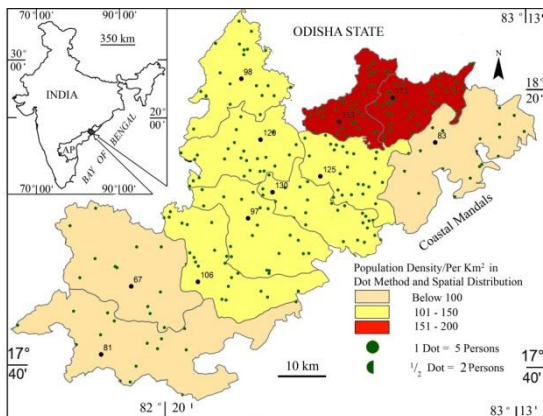 70°00' 90°00'
350 km
ODISHA STATE
83° 13'
30
00'
INDIA
20
00'
AP
BAY OF BENGAL
70°00' 90°00'
N
18°
20'
98
120
130
125
83
97
106
67
81
Coastal Mandals
Population Density/Per Km² in
Dot Method and Spatial Distribution
Below 100
101 - 150
151 - 200
1 Dot = 5 Persons
1/2 Dot = 2 Persons
10 km
17°
40'
82° 20'
83° 13'